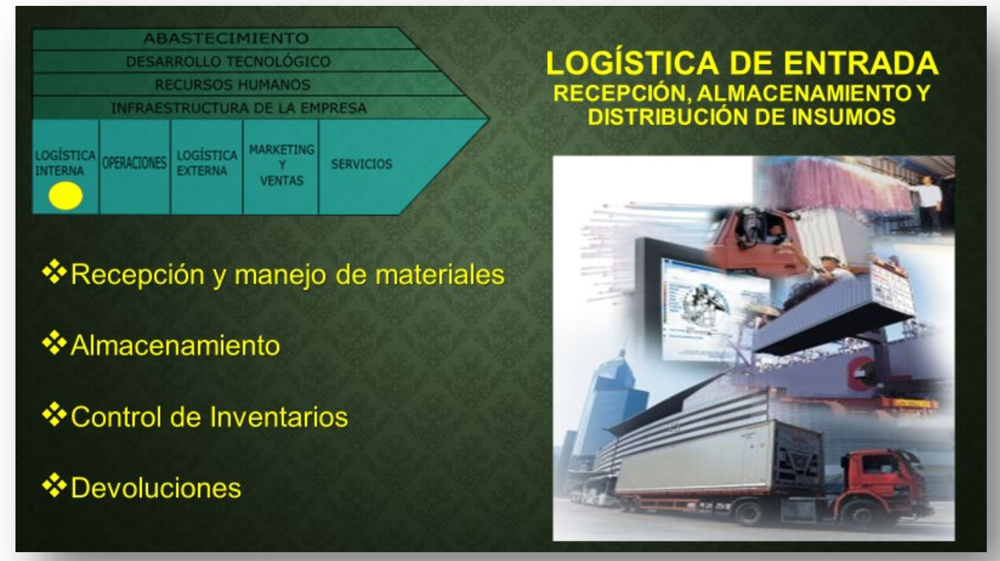 ABASTECIMIENTO
DESARROLLO TECNOLÓGICO
RECURSOS HUMANOS
INFRAESTRUCTURA DE LA EMPRESA
LOGÍSTICA
INTERNA
OPERACIONES
LOGÍSTICA
EXTERNA
MARKETING
Y
VENTAS
SERVICIOS
LOGÍSTICA DE ENTRADA
RECEPCIÓN, ALMACENAMIENTO Y
DISTRIBUCIÓN DE INSUMOS
❖Recepción y manejo de materiales
❖Almacenamiento
❖Control de Inventarios
❖Devoluciones